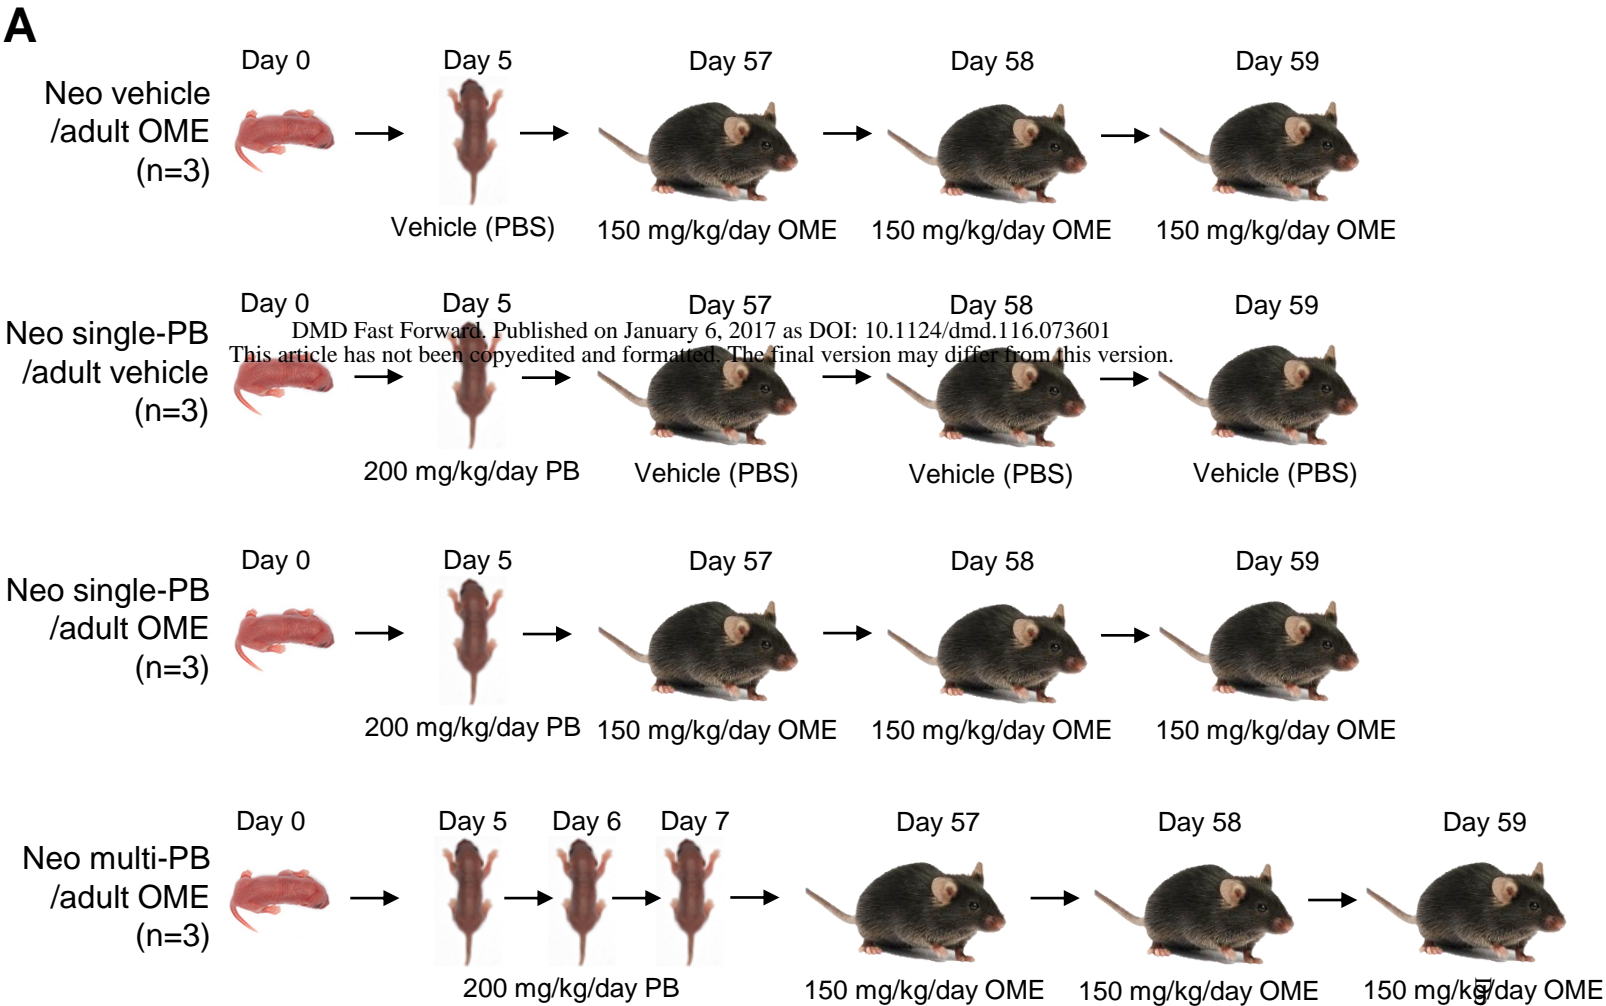 A
Day 0 Day 5 Day 57 Day 58 Day 59
Neo vehicle
/adult OME
(n=3)
Vehicle (PBS) 150 mg/kg/day OME 150 mg/kg/day OME 150 mg/kg/day OME
Day 0 Day 5 Day 57 Day 58 Day 59
Neo single-PB
/adult vehicle
(n=3)
DMD Fast Forward. Published on January 6, 2017 as DOI: 10.1124/dmd.116.073601
This article has not been copyedited and formatted. The final version may differ from this version.
200 mg/kg/day PB Vehicle (PBS) Vehicle (PBS) Vehicle (PBS)
Day 0 Day 5 Day 57 Day 58 Day 59
Neo single-PB
/adult OME
(n=3)
200 mg/kg/day PB 150 mg/kg/day OME 150 mg/kg/day OME 150 mg/kg/day OME
Day 0 Day 5 Day 6 Day 7 Day 57 Day 58 Day 59
Neo multi-PB
/adult OME
(n=3)
200 mg/kg/day PB 150 mg/kg/day OME 150 mg/kg/day OME 150 mg/kg/day OME